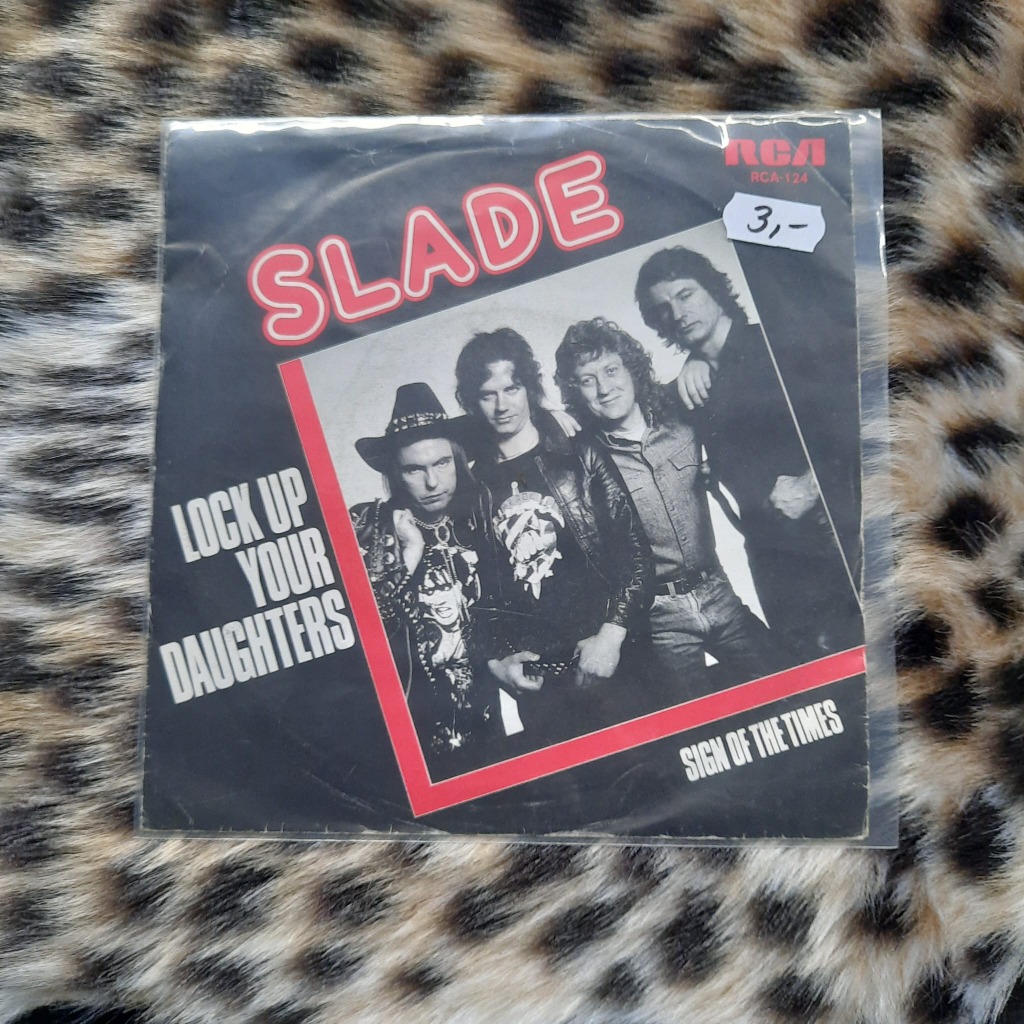 RCA
RCA-124
3,-
SLADE
LOCK UP
YOUR
DAUGHTERS
SIGN OF THE TIMES